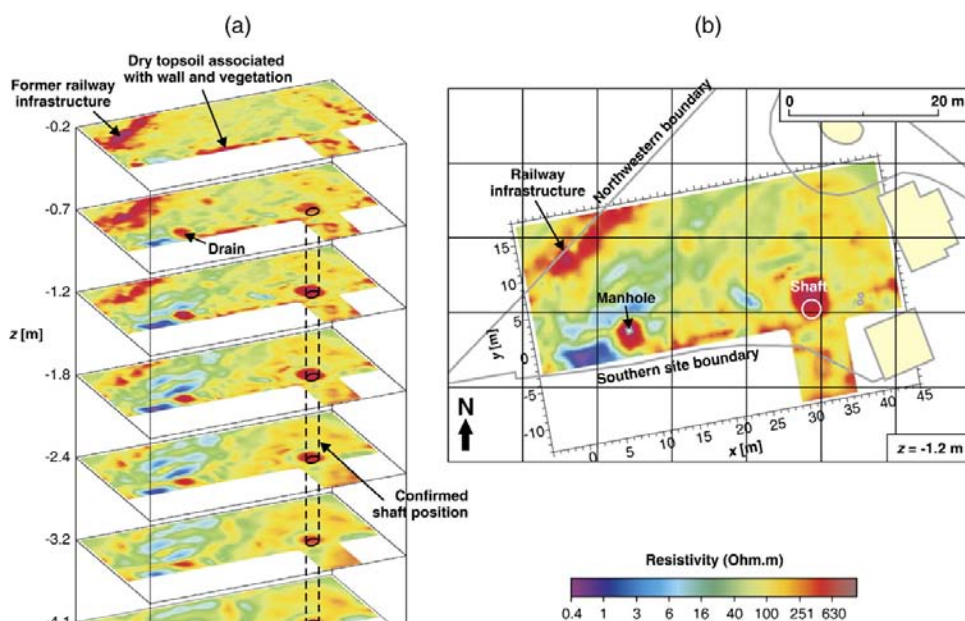 (a)
(b)
Dry topsoil associated
with wall and vegetation
Former railway
infrastructure
-0.2
-0.7
Drain
-1.2
z [m]
-1.8
-2.4
Confirmed
shaft position
-3.2
-4.1
0 20 m
Northwestern boundary
Railway
infrastructure
15
10
5
0
-5
-10
y [m]
Manhole
Shaft
Southern site boundary
N
0 5 10 15 20 25 30 35 40 45
x [m]
z = -1.2 m
Resistivity (Ohm.m)
0.4 1 3 6 16 40 100 251 630